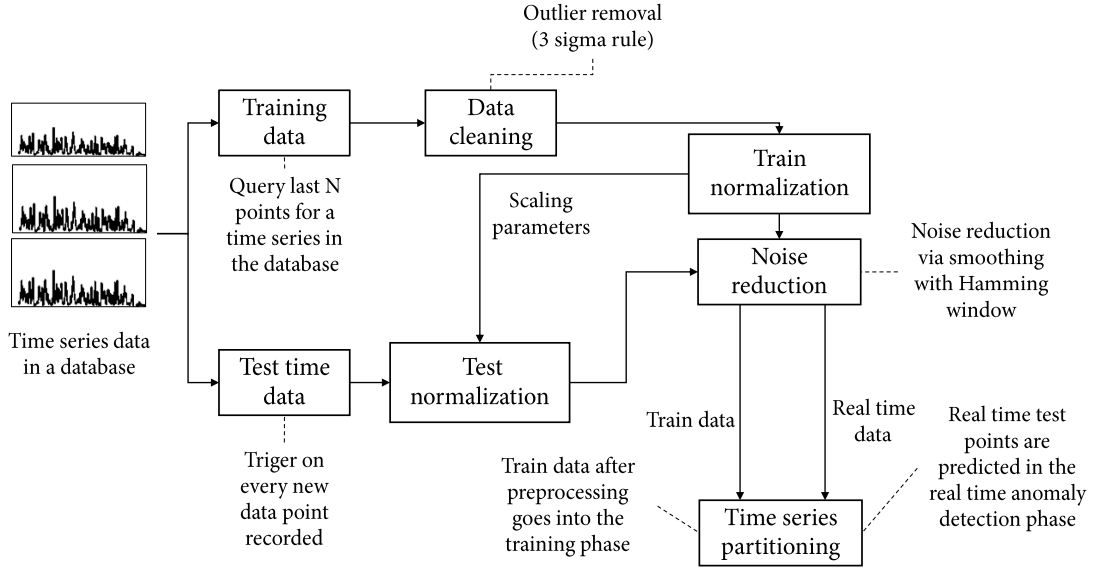 Outlier removal
(3 sigma rule)
Training
data
Data
cleaning
Train
normalization
Query last N
points for a
time series in
the database
Scaling
parameters
Noise
reduction
Noise reduction
via smoothing
with Hamming
window
Time series data
in a database
Test time
data
Test
normalization
Triger on
every new
data point
recorded
Train data
Real time
data
Train data after
preprocessing
goes into the
training phase
Real time test
points are
predicted in the
real time anomaly
detection phase
Time series
partitioning